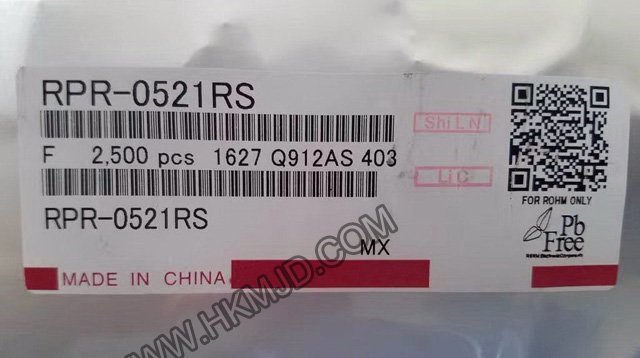 RPR-0521RS
Shi L N
F 2,500 pcs 1627 Q912AS 403
Li C
FOR ROHM ONLY
RPR-0521RS
Pb
Free
MX
MADE IN CHINA
WWW.HKMJD.COM